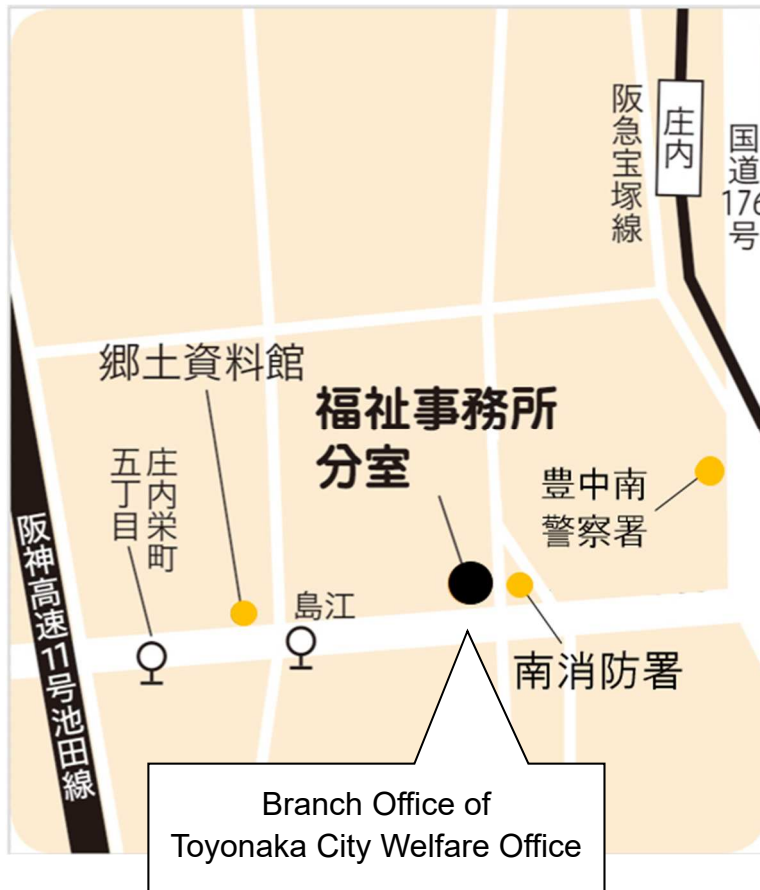 阪急宝塚線
庄内
国道
176
号
郷土資料館
福祉事務所
分室
庄内栄町
五丁目
豊中南
警察署
島江
南消防署
阪神高速11号池田線
Branch Office of
Toyonaka City Welfare Office